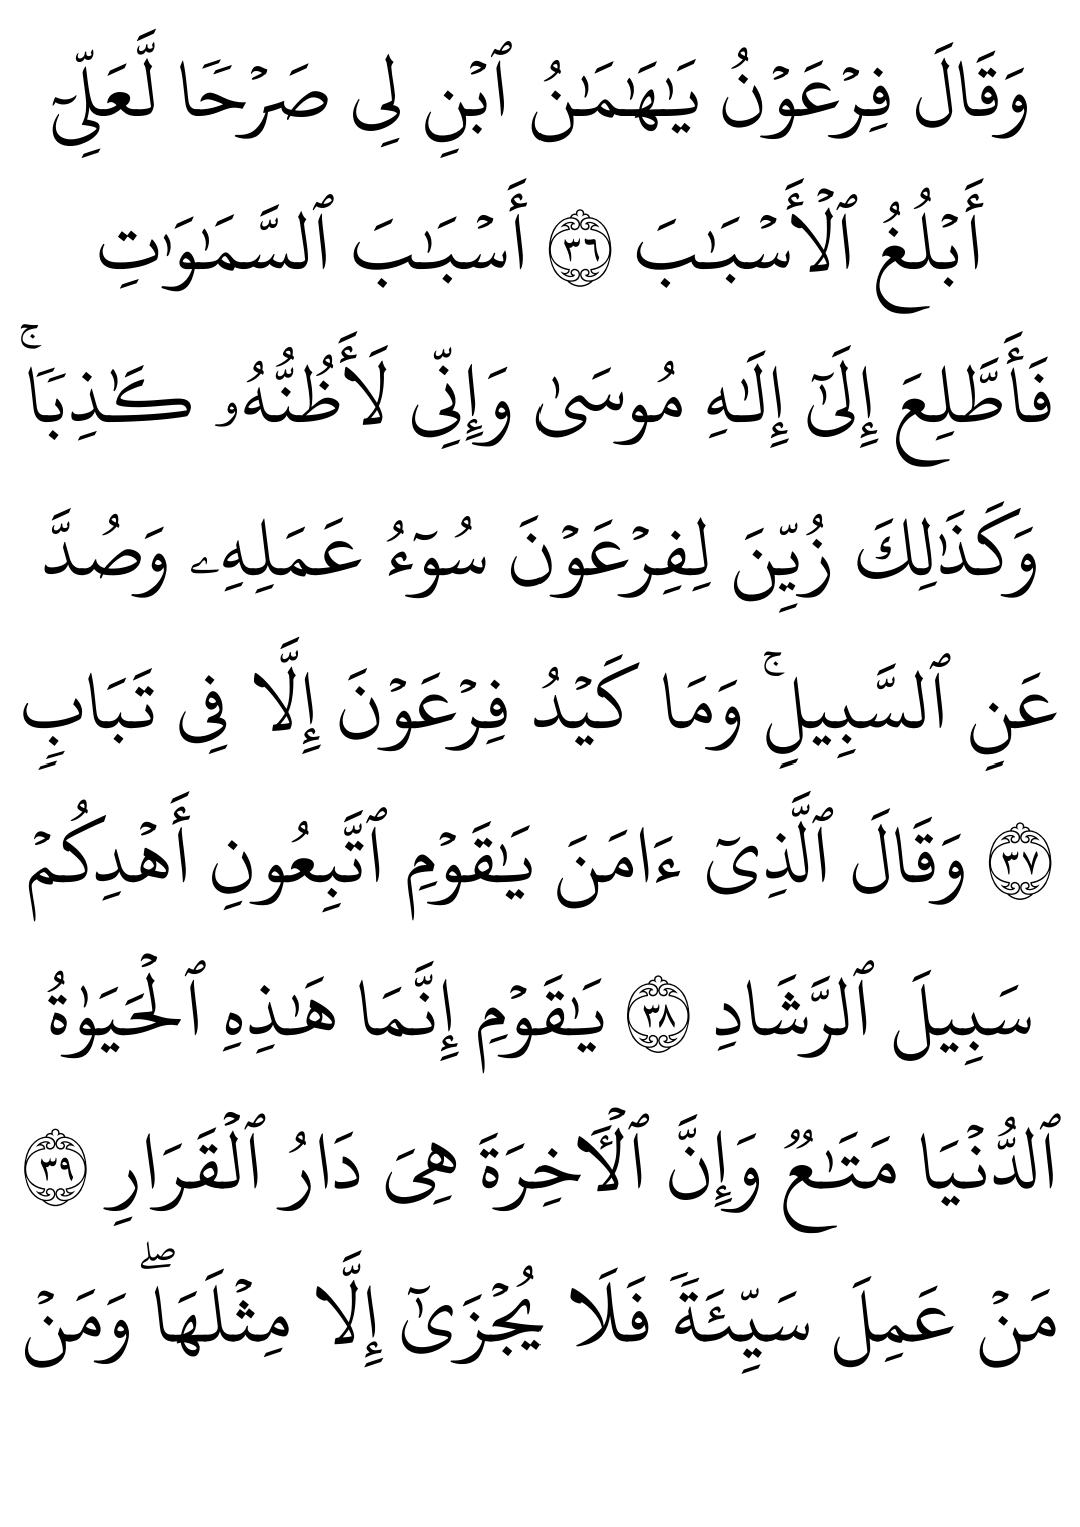 وَقَالَ فِرۡعَوۡنُ يَـٰهَـٰمَـٰنُ ٱبۡنِ لِي صَرۡحࣰا لَّعَلِّيٓ
أَبۡلُغُ ٱلۡأَسۡبَـٰبَ ٣٦ أَسۡبَـٰبَ ٱلسَّمَـٰوَ ٰتِ
فَأَطَّلِعَ إِلَىٰٓ إِلَـٰهِ مُوسَىٰ وَإِنِّي لَأَظُنُّهُۥ كَـٰذِبࣰاۚ
وَكَذَ ٰلِكَ زُيِّنَ لِفِرۡعَوۡنَ سُوٓءُ عَمَلِهِۦ وَصُدَّ
عَنِ ٱلسَّبِيلِۚ وَمَا كَيۡدُ فِرۡعَوۡنَ إِلَّا فِي تَبَابࣲ
٣٧ وَقَالَ ٱلَّذِيٓ ءَامَنَ يَـٰقَوۡمِ ٱتَّبِعُونِ أَهۡدِكُمۡ
سَبِيلَ ٱلرَّشَادِ ٣٨ يَـٰقَوۡمِ إِنَّمَا هَـٰذِهِ ٱلۡحَيَوٰةُ
ٱلدُّنۡيَا مَتَـٰعࣱ وَإِنَّ ٱلۡـَٔاخِرَةَ هِيَ دَارُ ٱلۡقَرَارِ ٣٩
مَنۡ عَمِلَ سَيِّئَةࣰ فَلَا يُجۡزَىٰٓ إِلَّا مِثۡلَهَاۖ وَمَنۡ